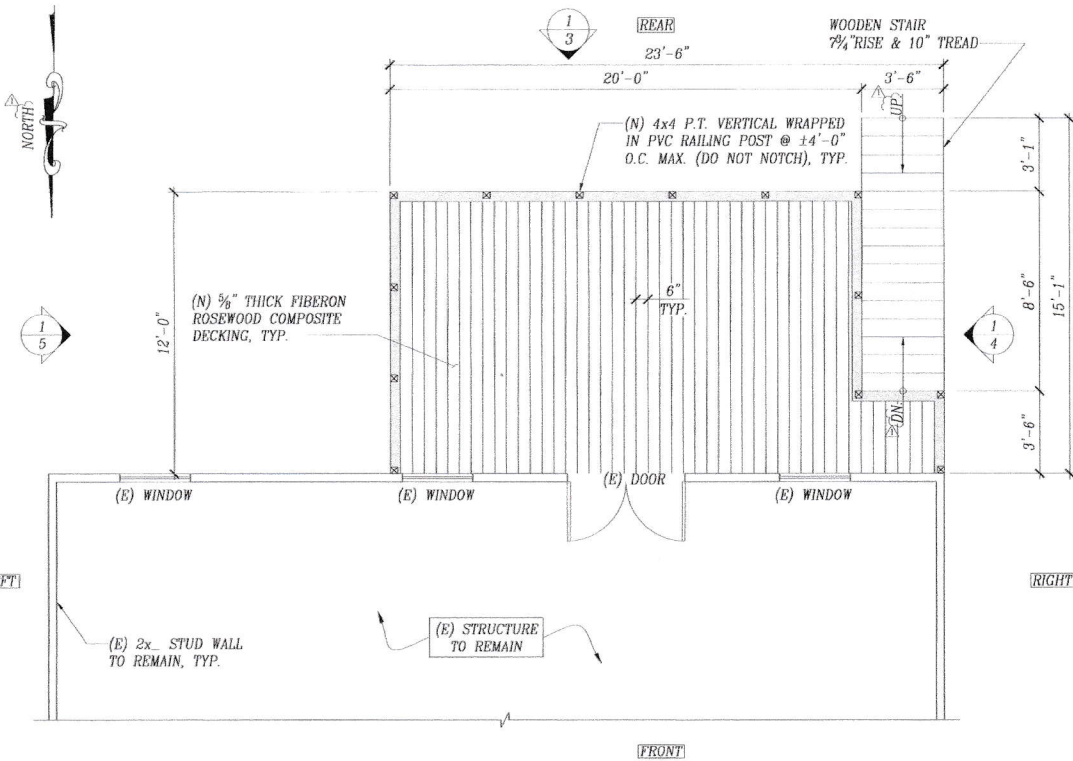 1
3
REAR
WOODEN STAIR
7¾" RISE & 10" TREAD
23'-6"
20'-0"
3'-6"
1
NORTH
1
UP
(N) 4x4 P.T. VERTICAL WRAPPED
IN PVC RAILING POST @ ±4'-0"
O.C. MAX. (DO NOT NOTCH), TYP.
3'-1"
(N) ⅝" THICK FIBERON
ROSEWOOD COMPOSITE
DECKING, TYP.
6"
TYP.
12'-0"
8'-6"
15'-1"
1
5
1
4
DN.
1
3'-6"
(E) WINDOW
(E) WINDOW
(E) DOOR
(E) WINDOW
FT
RIGHT
(E) 2x_ STUD WALL
TO REMAIN, TYP.
(E) STRUCTURE
TO REMAIN
FRONT